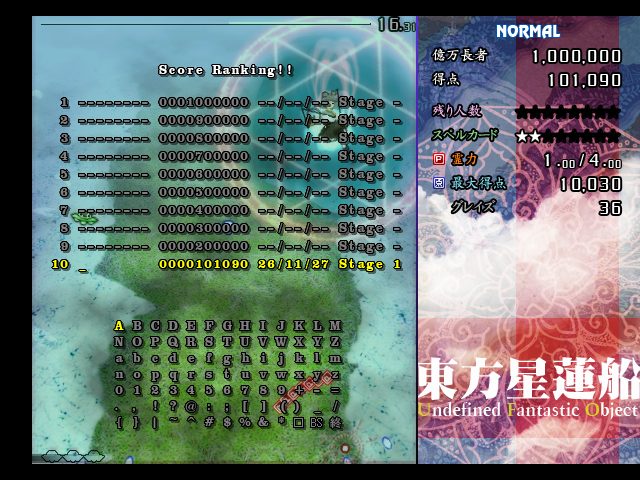 16.31
Score Ranking!!
1 -------- 0001000000 --/--/-- Stage -
2 -------- 0000900000 --/--/-- Stage -
3 -------- 0000800000 --/--/-- Stage -
4 -------- 0000700000 --/--/-- Stage -
5 -------- 0000600000 --/--/-- Stage -
6 -------- 0000500000 --/--/-- Stage -
7 -------- 0000400000 --/--/-- Stage -
8 -------- 0000300000 --/--/-- Stage -
9 -------- 0000200000 --/--/-- Stage -
10 _ 0000101090 26/11/27 Stage 1
A B C D E F G H I J K L M
N O P Q R S T U V W X Y Z
a b c d e f g h i j k l m
n o p q r s t u v w x y z
0 1 2 3 4 5 6 7 8 9 + - =
. , ! ? @ : ; [ ] ( ) _ /
{ } | ~ ^ # $ % & * □ BS 終
NORMAL
億万長者 1,000,000
得点 101,090
残り人数
スペルカード ★★
P 霊力 1.00/4.00
点 最大得点 10,030
グレイズ 36
東方星蓮船
Undefined Fantastic Object